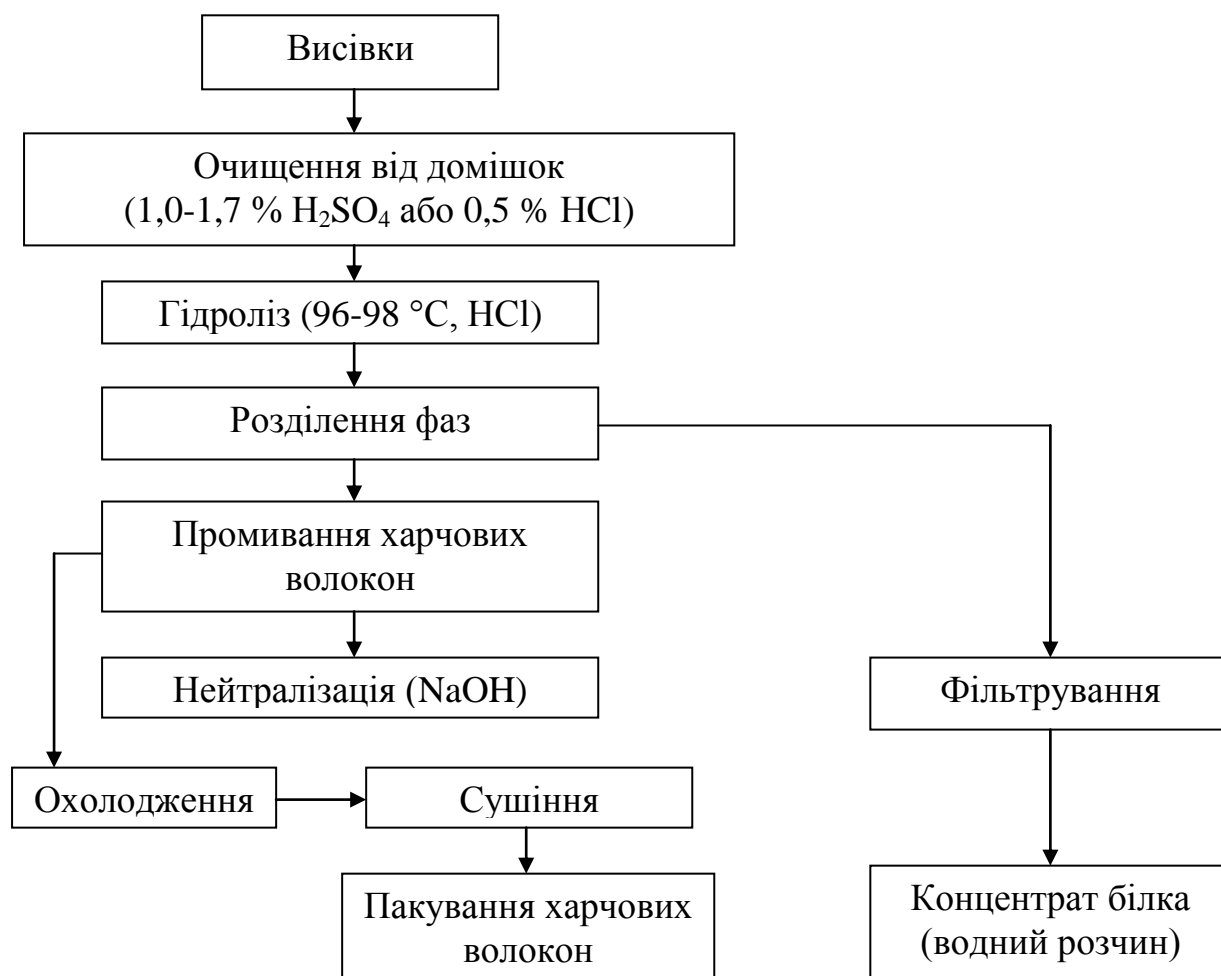 Висівки
Очищення від домішок
(1,0-1,7 % H₂SO₄ або 0,5 % HCl)
Гідроліз (96-98 °С, HCl)
Розділення фаз
Промивання харчових
волокон
Нейтралізація (NaOH)
Фільтрування
Охолодження
Сушіння
Пакування харчових
волокон
Концентрат білка
(водний розчин)